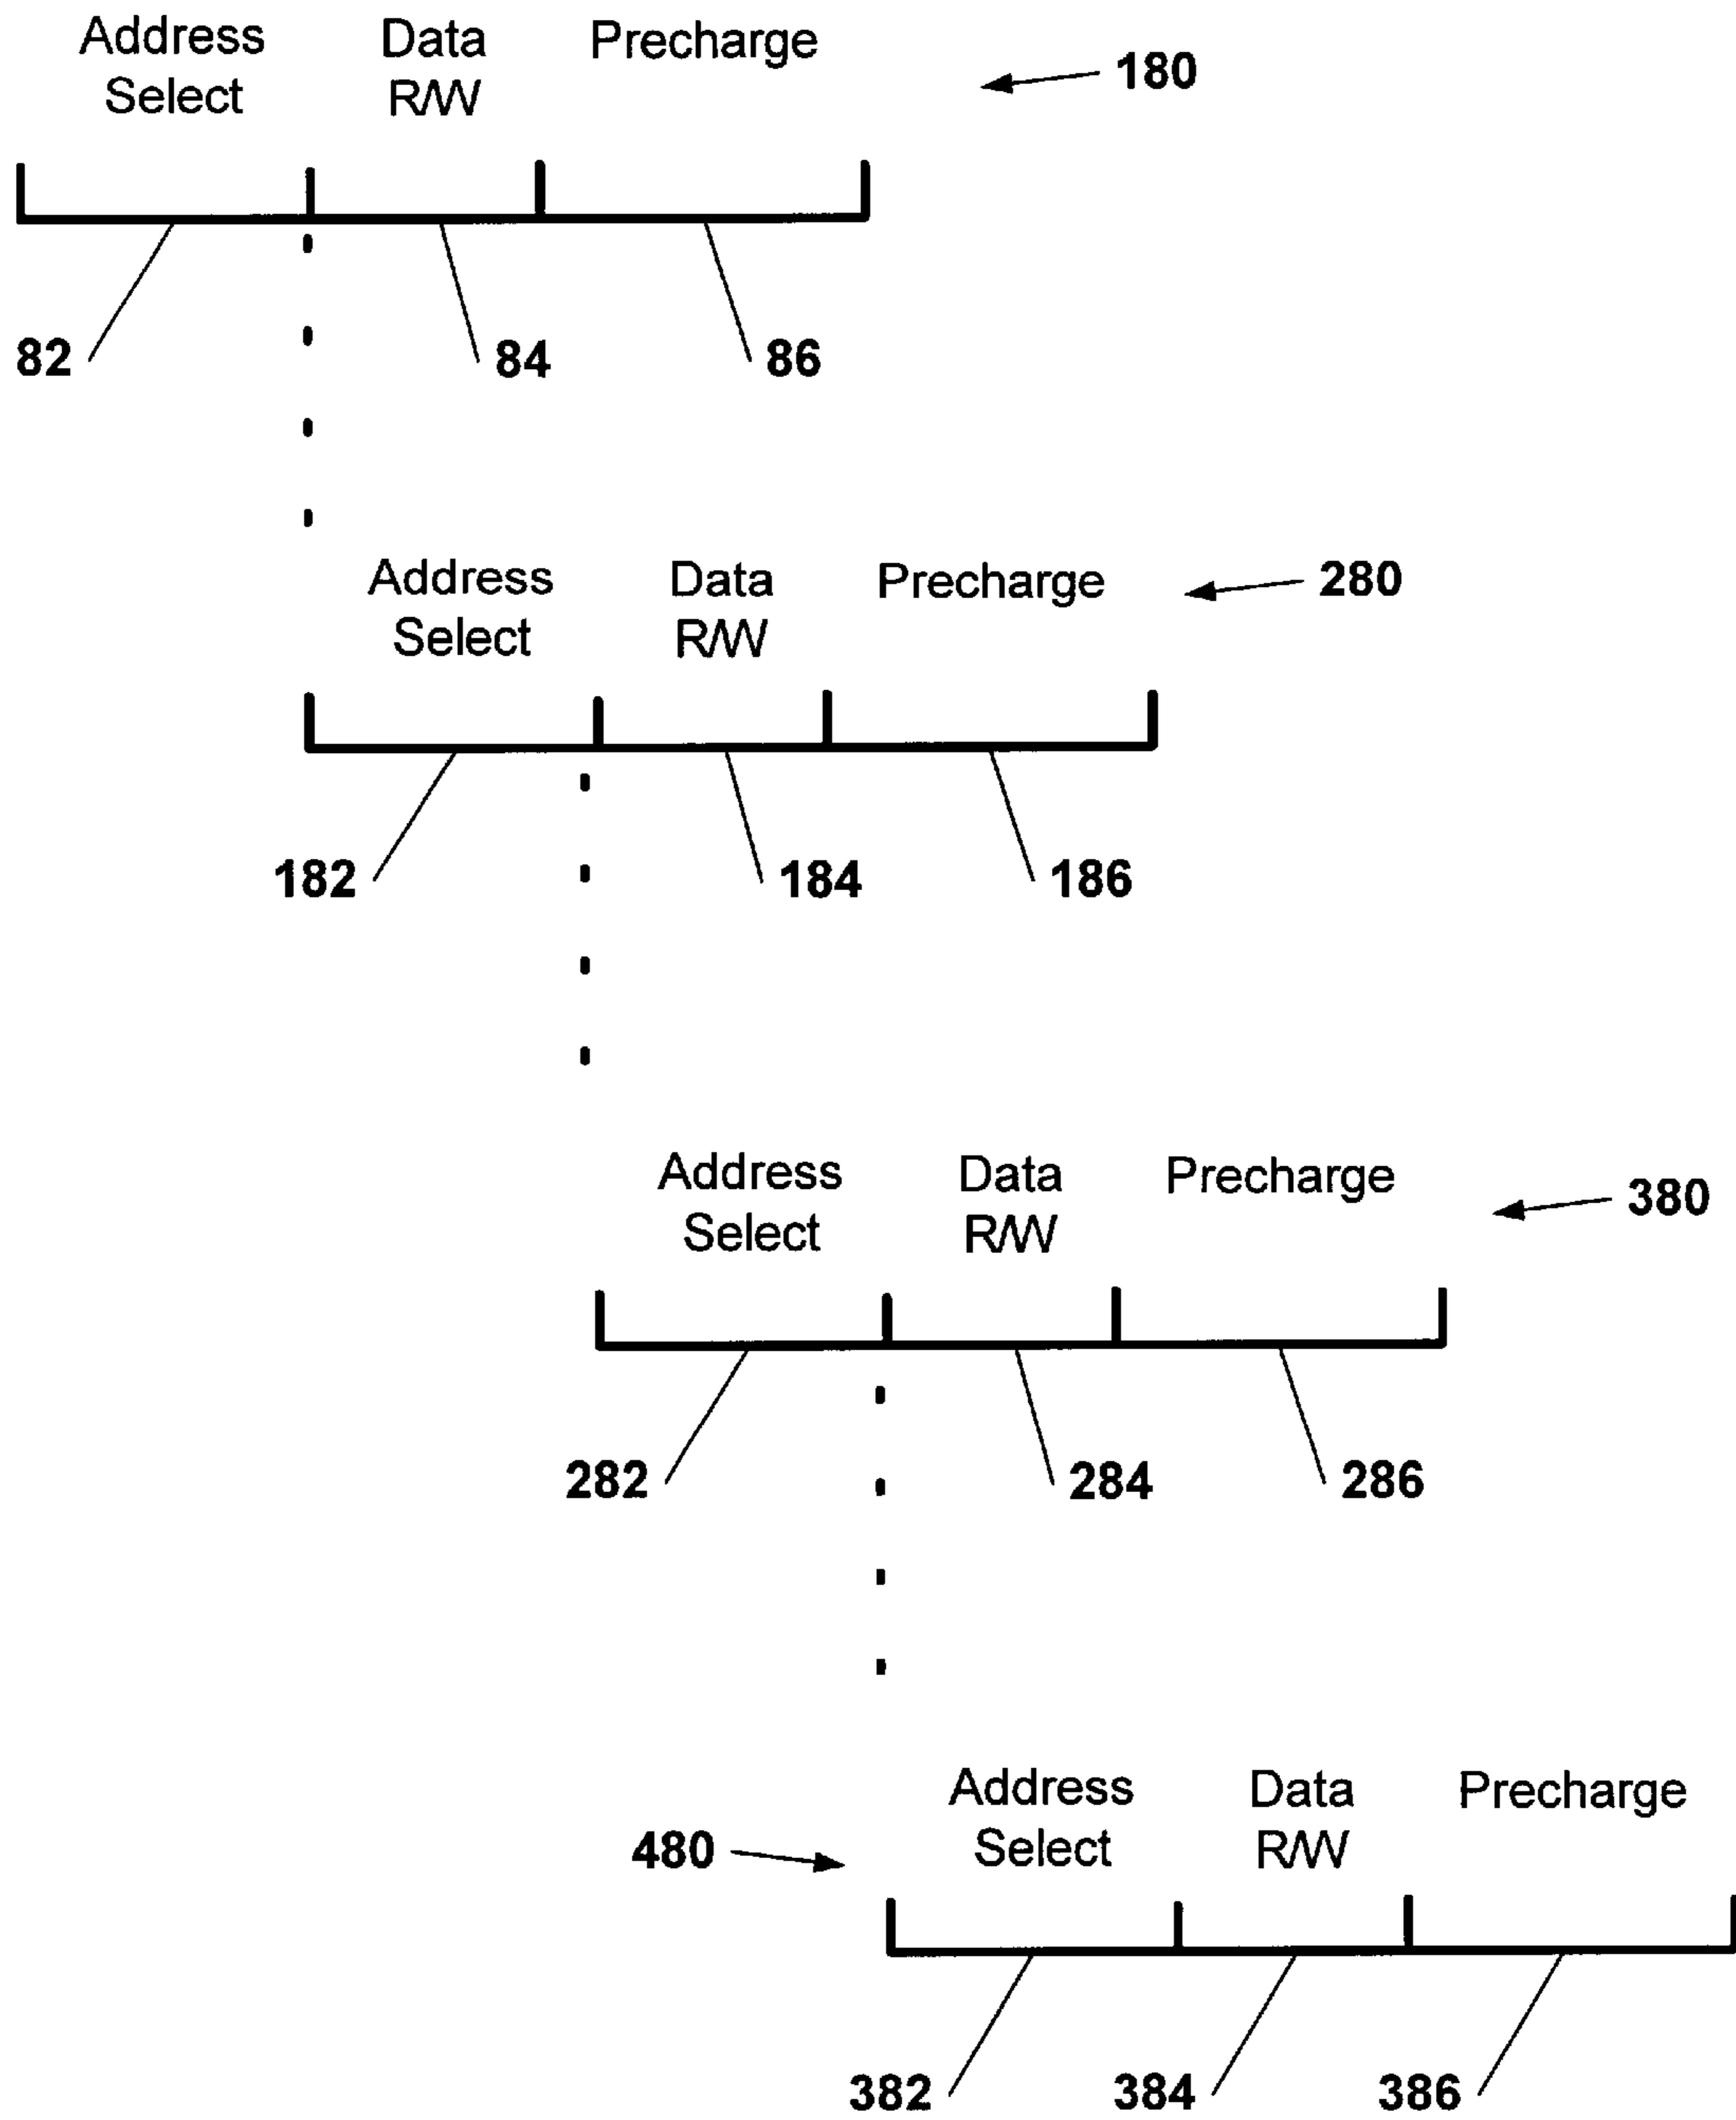 Address Select
Data R/W
Precharge
180
82
84
86
Address Select
Data R/W
Precharge
280
182
184
186
Address Select
Data R/W
Precharge
380
282
284
286
Address Select
Data R/W
Precharge
480
382
384
386